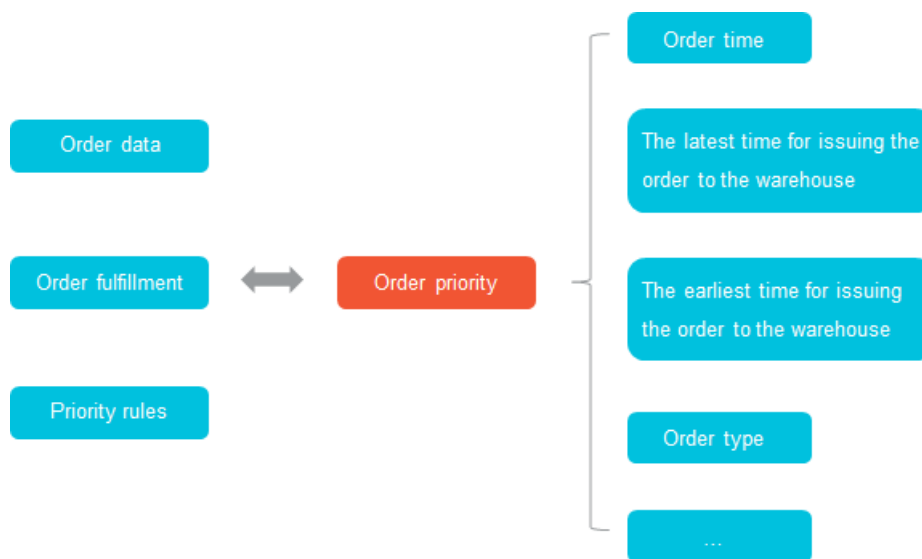 Order data
Order fulfillment
Priority rules
Order priority
Order time
The latest time for issuing the
order to the warehouse
The earliest time for issuing
the order to the warehouse
Order type
...